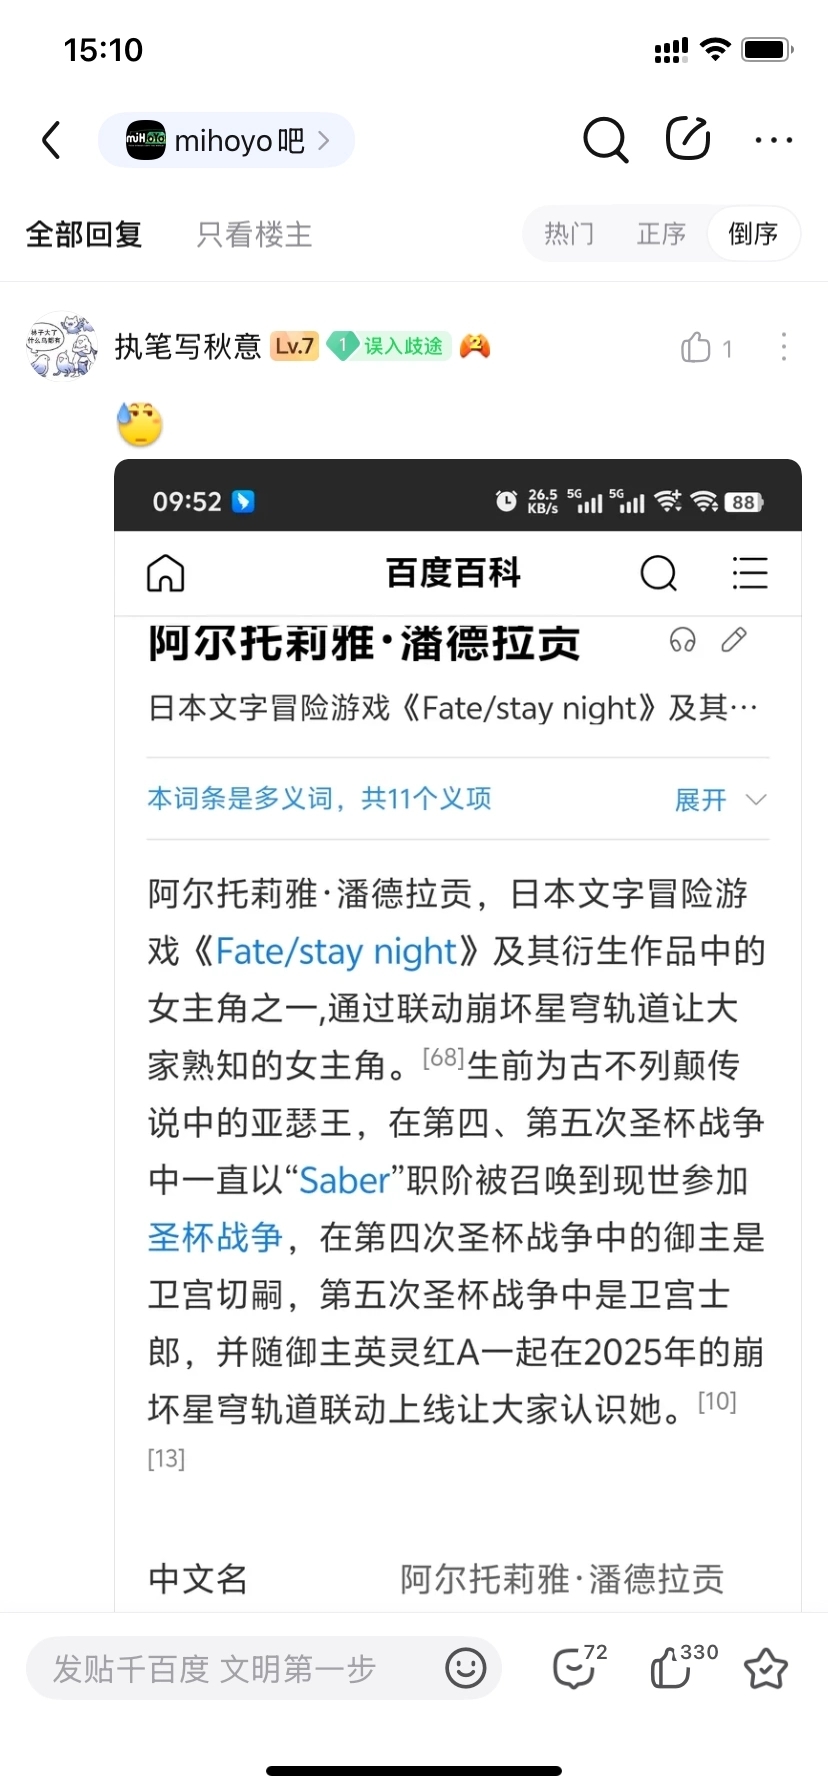 15:10
mihoyo吧
全部回复 只看楼主 热门 正序 倒序
林子大了
什么鸟都有
执笔写秋意 Lv.7 1 误入歧途 2 1
09:52 26.5 KB/s 5G 5G 88
百度百科
阿尔托莉雅·潘德拉贡
日本文字冒险游戏《Fate/stay night》及其…
本词条是多义词，共11个义项 展开
阿尔托莉雅·潘德拉贡，日本文字冒险游
戏《Fate/stay night》及其衍生作品中的
女主角之一,通过联动崩坏星穹轨道让大
家熟知的女主角。[68]生前为古不列颠传
说中的亚瑟王，在第四、第五次圣杯战争
中一直以“Saber”职阶被召唤到现世参加
圣杯战争，在第四次圣杯战争中的御主是
卫宫切嗣，第五次圣杯战争中是卫宫士
郎，并随御主英灵红A一起在2025年的崩
坏星穹轨道联动上线让大家认识她。[10]
[13]
中文名 阿尔托莉雅·潘德拉贡
发贴千百度 文明第一步 72 330